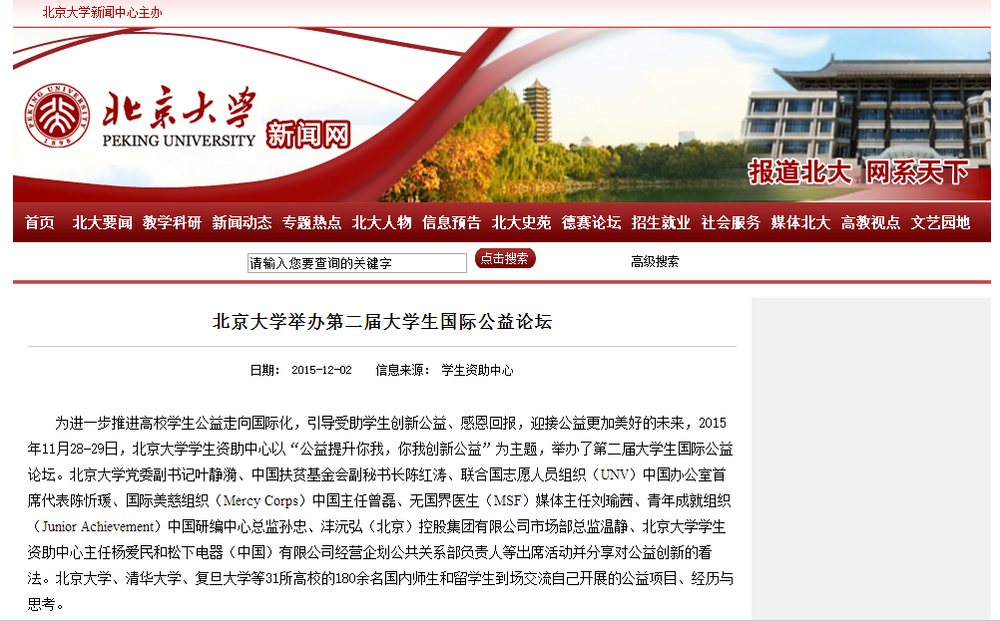 北京大学新闻中心主办
PEKING UNIVERSITY
1898
北京大学
PEKING UNIVERSITY
新闻网
报道北大 网系天下
首页 北大要闻 教学科研 新闻动态 专题热点 北大人物 信息预告 北大史苑 德赛论坛 招生就业 社会服务 媒体北大 高教视点 文艺园地
请输入您要查询的关键字 点击搜索 高级搜索
北京大学举办第二届大学生国际公益论坛
日期： 2015-12-02 信息来源： 学生资助中心
为进一步推进高校学生公益走向国际化，引导受助学生创新公益、感恩回报，迎接公益更加美好的未来，2015
年11月28-29日，北京大学学生资助中心以“公益提升你我，你我创新公益”为主题，举办了第二届大学生国际公益
论坛。北京大学党委副书记叶静漪、中国扶贫基金会副秘书长陈红涛、联合国志愿人员组织（UNV）中国办公室首
席代表陈忻瑗、国际美慈组织（Mercy Corps）中国主任曾磊、无国界医生（MSF）媒体主任刘瑜茜、青年成就组织
（Junior Achievement）中国研编中心总监孙忠、沣沅弘（北京）控股集团有限公司市场部总监温静、北京大学学生
资助中心主任杨爱民和松下电器（中国）有限公司经营企划公共关系部负责人等出席活动并分享对公益创新的看
法。北京大学、清华大学、复旦大学等31所高校的180余名国内师生和留学生到场交流自己开展的公益项目、经历与
思考。